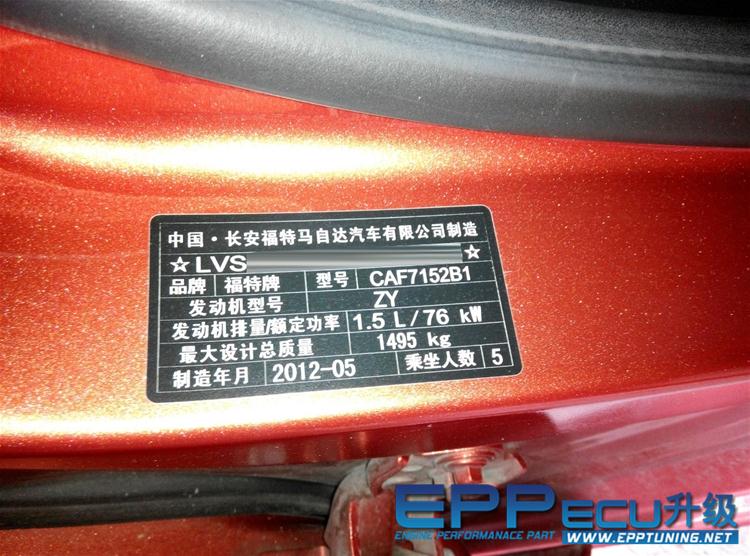 中国·长安福特马自达汽车有限公司制造
☆LVS ☆
品牌 福特牌 型号 CAF7152B1
发动机型号 ZY
发动机排量/额定功率 1.5 L/76 kW
最大设计总质量 1495 kg
制造年月 2012-05 乘坐人数 5
EPPECU升级
ENGINE PERFORMANACE PART WWW.EPPTUNING.NET